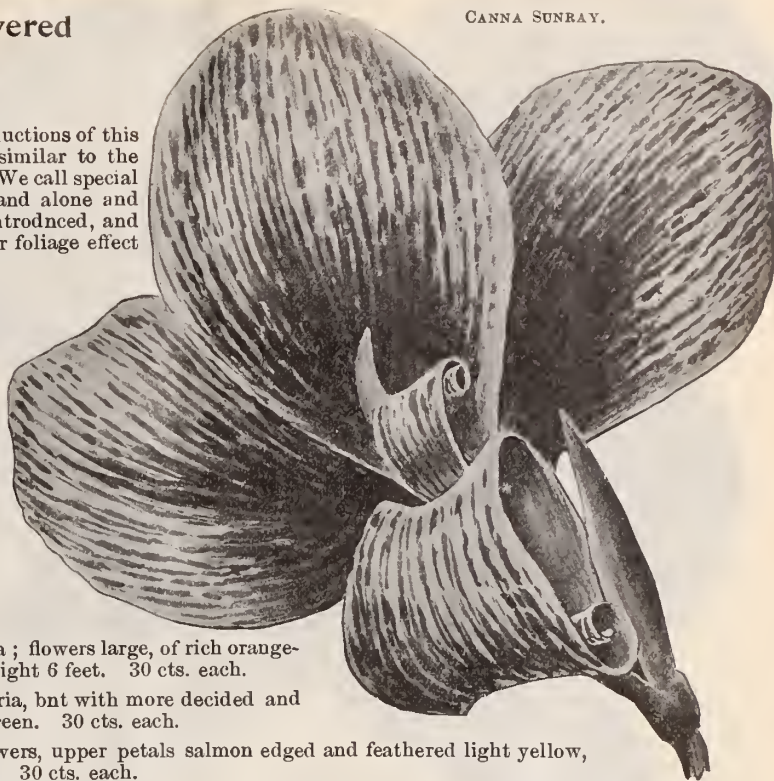 CANNA SUNRAY.
vered
uctions of this
similar to the
We call special
and alone and
ntrodnced, and
r foliage effect
a ; flowers large, of rich orange-
ight 6 feet. 30 cts. each.
ria, bnt with more decided and
reen. 30 cts. each.
wers, upper petals salmon edged and feathered light yellow,
30 cts. each.